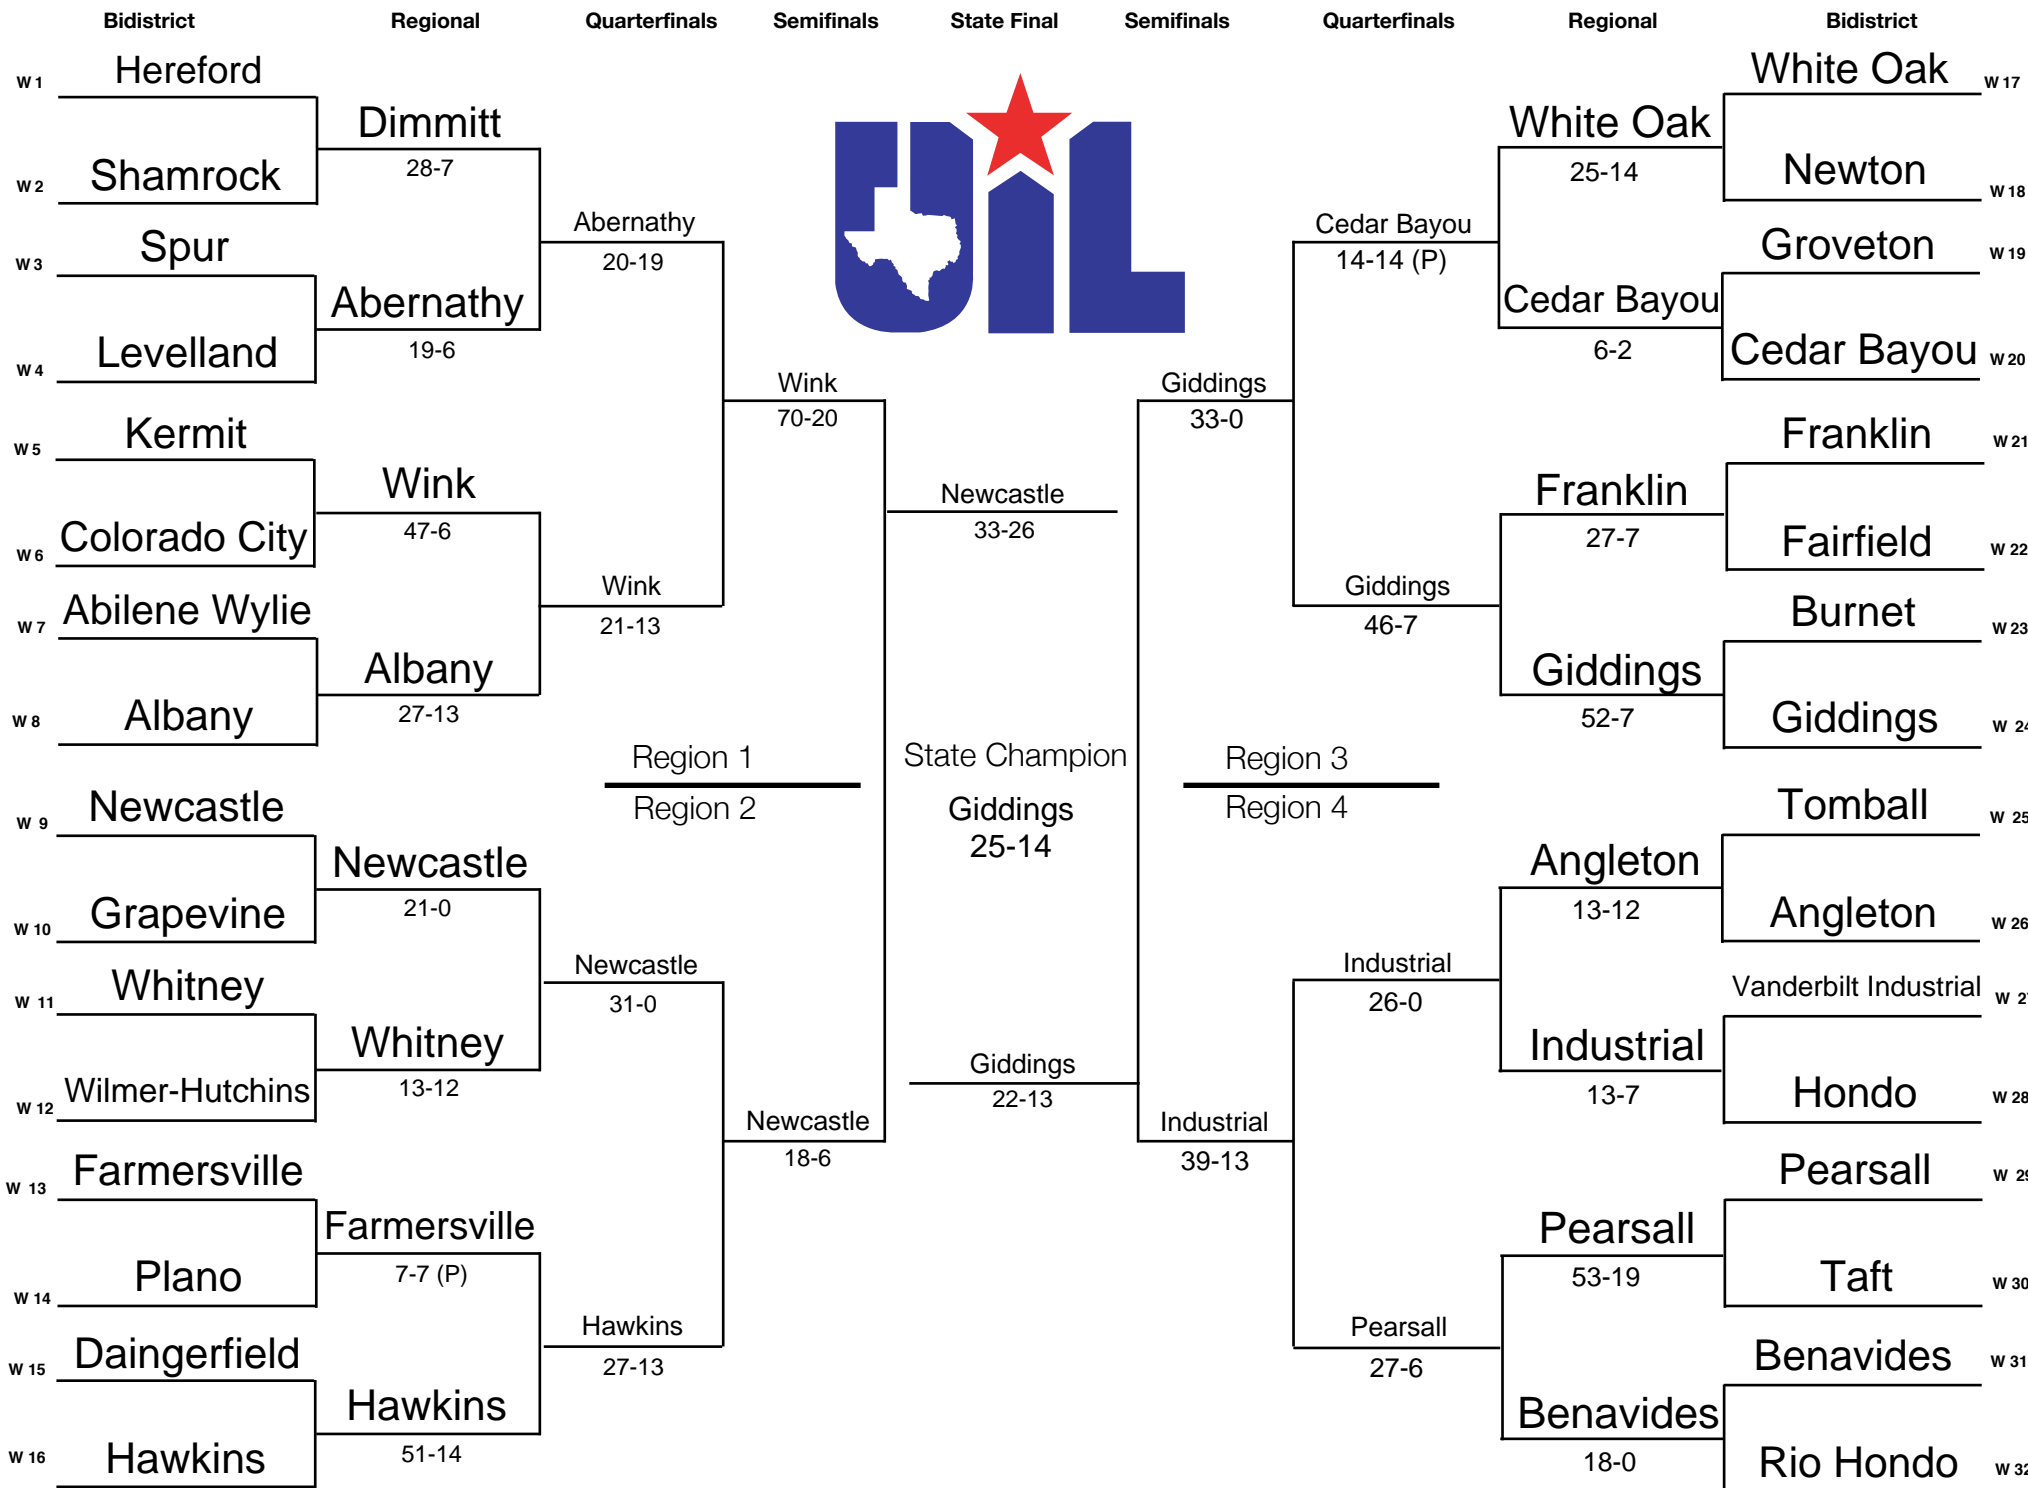 Bidistrict Regional Quarterfinals Semifinals State Final Semifinals Quarterfinals Regional Bidistrict
W 1 Hereford
W 2 Shamrock
W 3 Spur
W 4 Levelland
W 5 Kermit
W 6 Colorado City
W 7 Abilene Wylie
W 8 Albany
W 9 Newcastle
W 10 Grapevine
W 11 Whitney
W 12 Wilmer-Hutchins
W 13 Farmersville
W 14 Plano
W 15 Daingerfield
W 16 Hawkins
Dimmitt
28-7
Abernathy
19-6
Wink
47-6
Albany
27-13
Newcastle
21-0
Whitney
13-12
Farmersville
7-7 (P)
Hawkins
51-14
Abernathy
20-19
Wink
21-13
Newcastle
31-0
Hawkins
27-13
Wink
70-20
Newcastle
18-6
Region 1
Region 2
UIL
Newcastle
33-26
State Champion
Giddings
25-14
Giddings
22-13
Giddings
33-0
Industrial
39-13
Region 3
Region 4
Cedar Bayou
14-14 (P)
Giddings
46-7
Industrial
26-0
Pearsall
27-6
White Oak
25-14
Cedar Bayou
6-2
Franklin
27-7
Giddings
52-7
Angleton
13-12
Industrial
13-7
Pearsall
53-19
Benavides
18-0
White Oak W 17
Newton W 18
Groveton W 19
Cedar Bayou W 20
Franklin W 21
Fairfield W 22
Burnet W 23
Giddings W 24
Tomball W 25
Angleton W 26
Vanderbilt Industrial W 27
Hondo W 28
Pearsall W 29
Taft W 30
Benavides W 31
Rio Hondo W 32